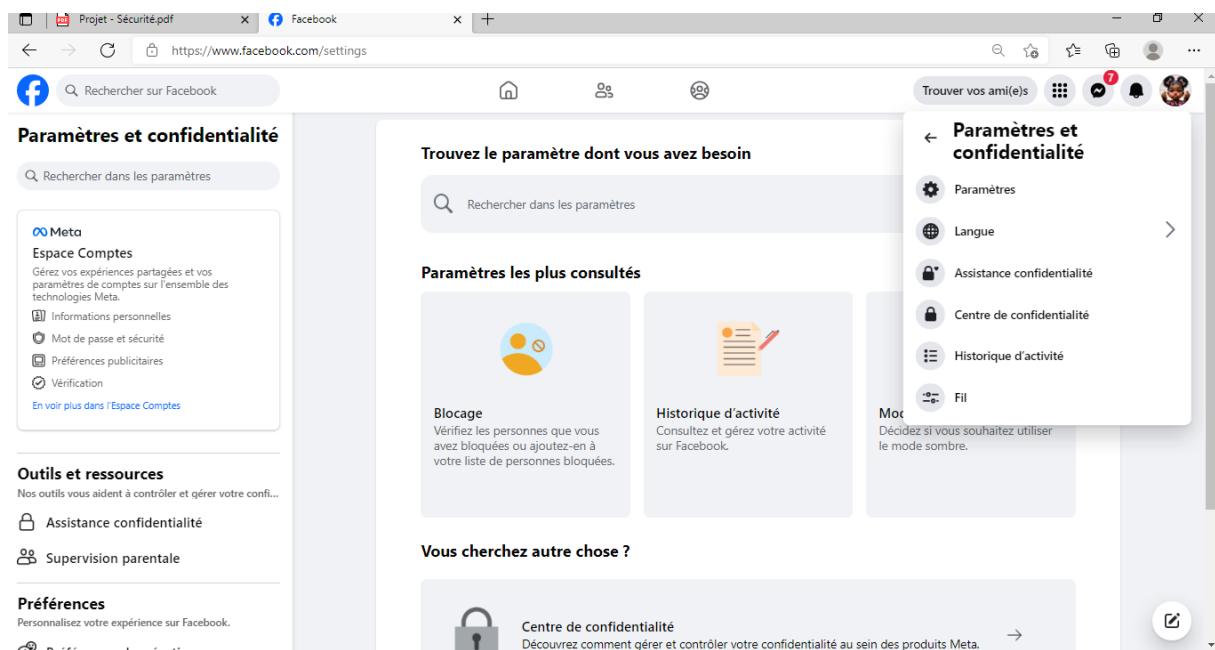 Projet - Sécurité.pdf
Facebook
https://www.facebook.com/settings
Rechercher sur Facebook
Trouver vos ami(e)s
7
Paramètres et confidentialité
Rechercher dans les paramètres
Meta
Espace Comptes
Gérez vos expériences partagées et vos
paramètres de comptes sur l'ensemble des
technologies Meta.
Informations personnelles
Mot de passe et sécurité
Préférences publicitaires
Vérification
En voir plus dans l'Espace Comptes
Outils et ressources
Nos outils vous aident à contrôler et gérer votre confi...
Assistance confidentialité
Supervision parentale
Préférences
Personnalisez votre expérience sur Facebook.
Trouvez le paramètre dont vous avez besoin
Rechercher dans les paramètres
Paramètres les plus consultés
Blocage
Vérifiez les personnes que vous
avez bloquées ou ajoutez-en à
votre liste de personnes bloquées.
Historique d'activité
Consultez et gérez votre activité
sur Facebook.
Décidez si vous souhaitez utiliser
le mode sombre.
Vous cherchez autre chose ?
Centre de confidentialité
Découvrez comment gérer et contrôler votre confidentialité au sein des produits Meta.
Paramètres et
confidentialité
Paramètres
Langue
Assistance confidentialité
Centre de confidentialité
Historique d'activité
Fil